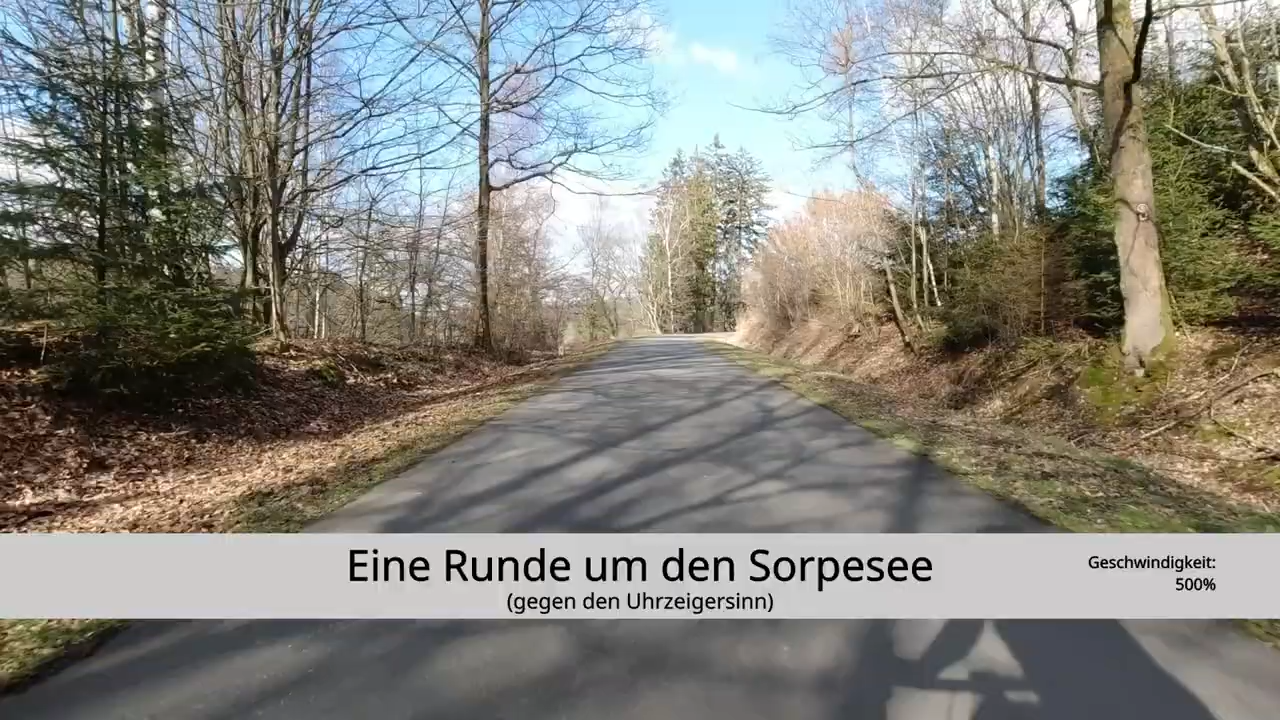 Eine Runde um den Sorpesee
(gegen den Uhrzeigersinn)
Geschwindigkeit:
500%